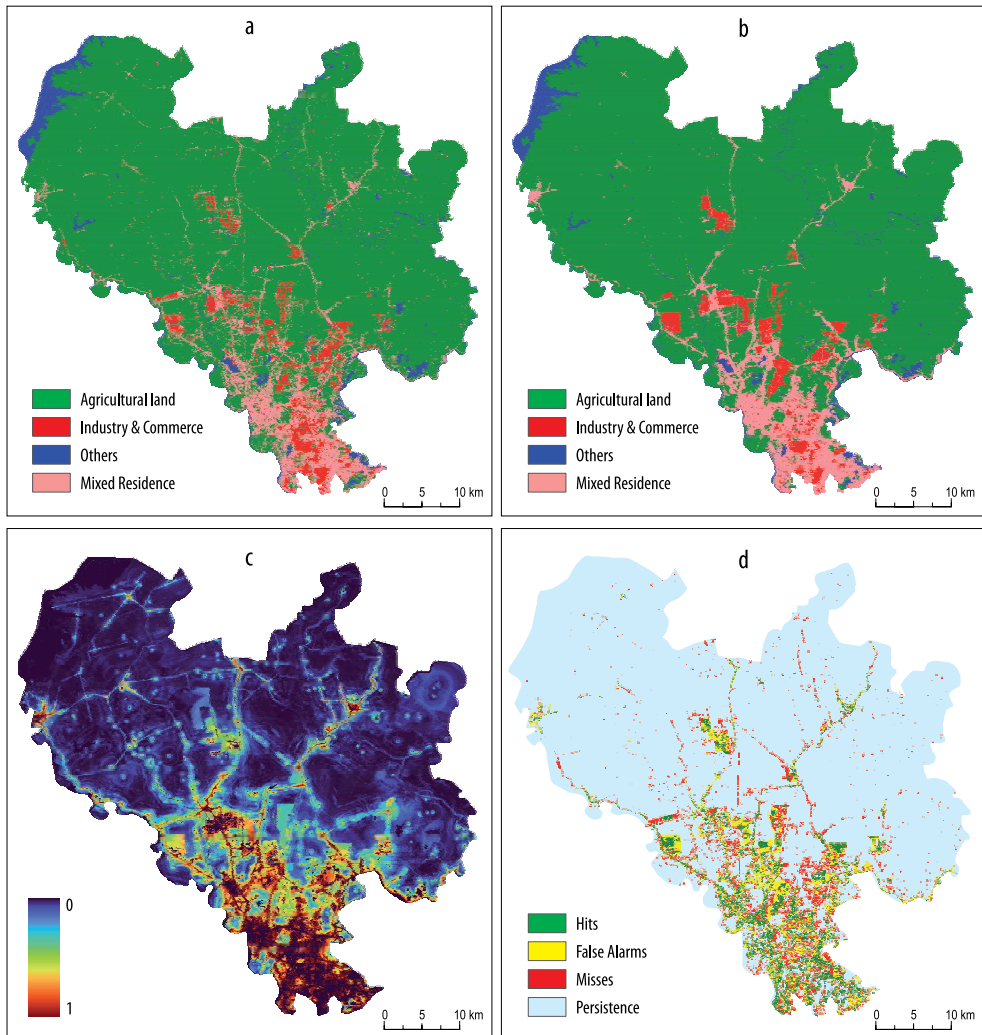 a
Agricultural land
Industry & Commerce
Others
Mixed Residence
0 5 10 km
b
Agricultural land
Industry & Commerce
Others
Mixed Residence
0 5 10 km
c
0
1
0 5 10 km
d
Hits
False Alarms
Misses
Persistence
0 5 10 km